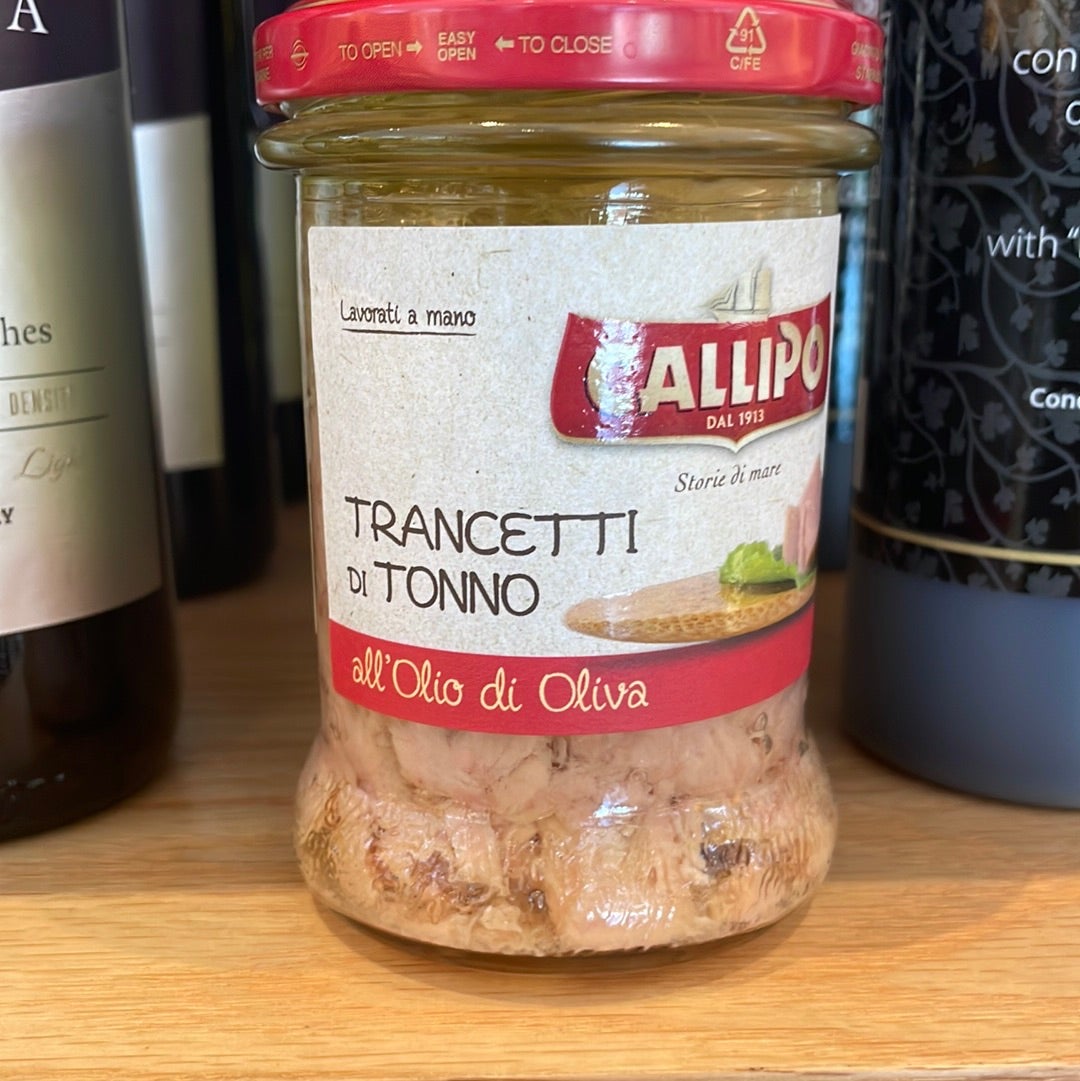 A
TO OPEN → EASY OPEN ← TO CLOSE
91
C/FE
Lavorati a mano
CALLIPO
DAL 1913
Storie di mare
TRANCETTI
DI TONNO
all'Olio di Oliva
DENSIT
con
with "